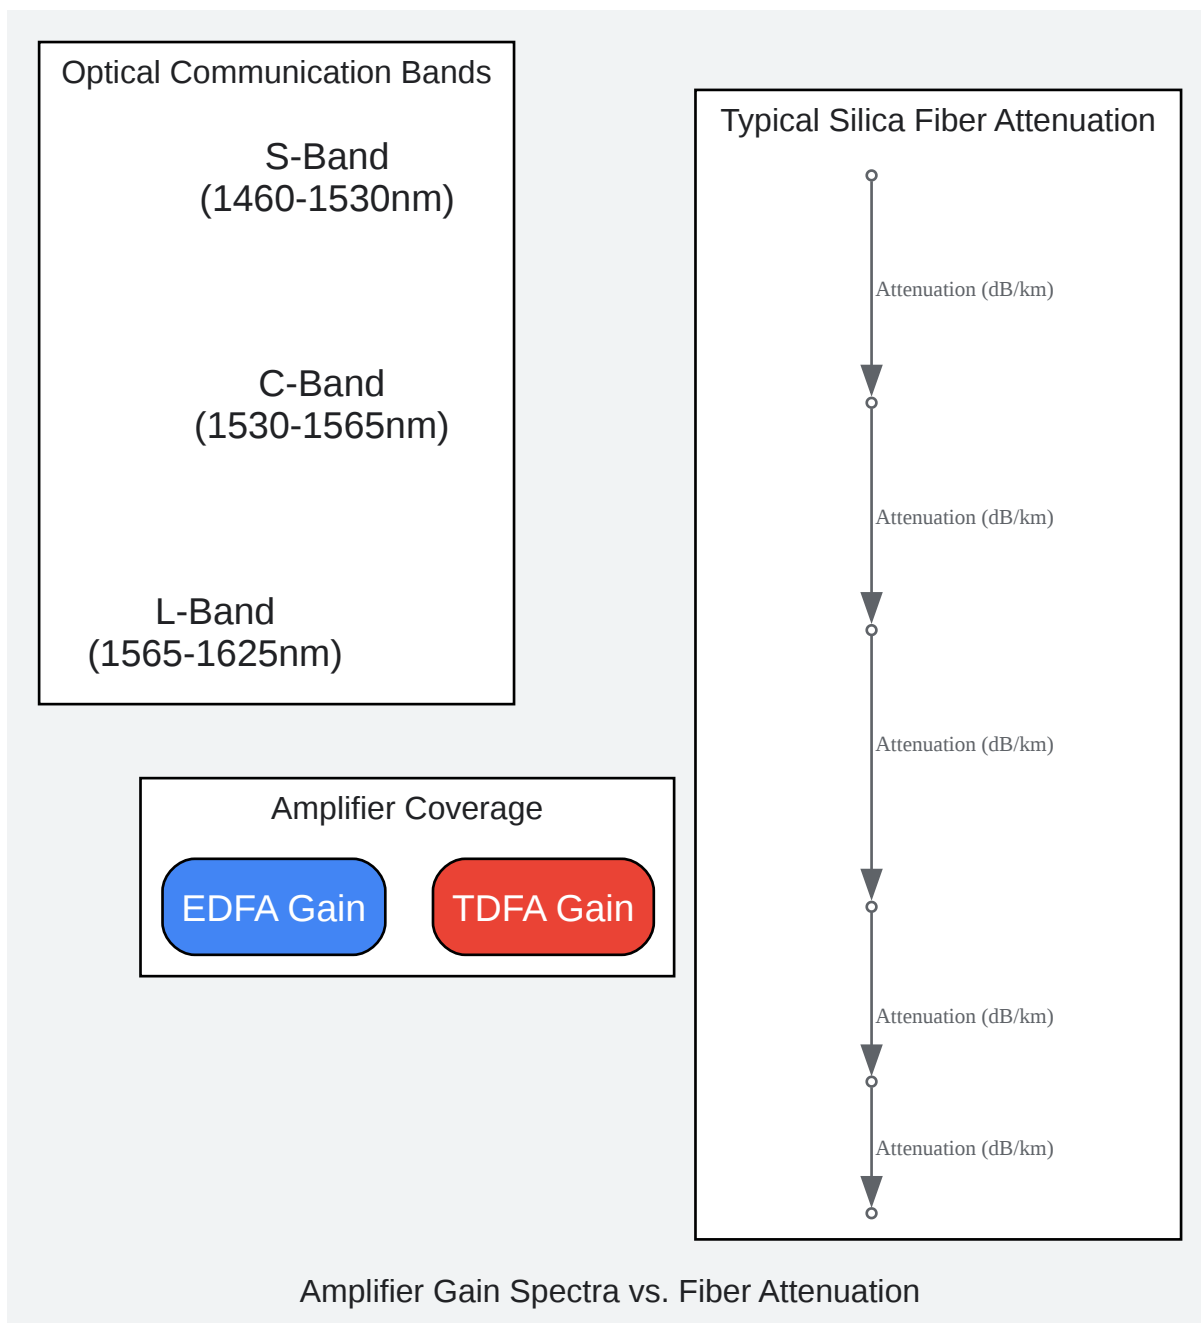 Optical Communication Bands
S-Band
(1460-1530nm)
C-Band
(1530-1565nm)
L-Band
(1565-1625nm)
Amplifier Coverage
EDFA Gain
TDFA Gain
Typical Silica Fiber Attenuation
Attenuation (dB/km)
Attenuation (dB/km)
Attenuation (dB/km)
Attenuation (dB/km)
Attenuation (dB/km)
Amplifier Gain Spectra vs. Fiber Attenuation